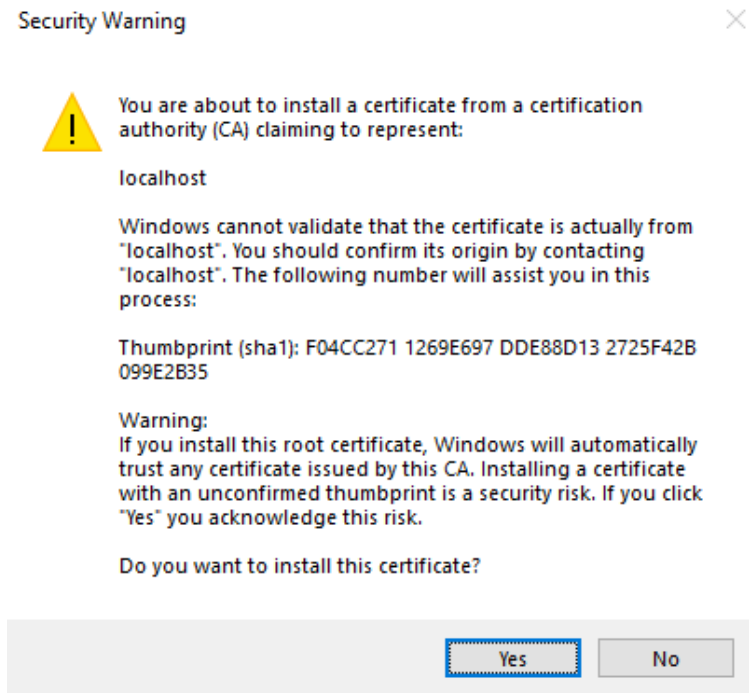 Security Warning
You are about to install a certificate from a certification
authority (CA) claiming to represent:
localhost
Windows cannot validate that the certificate is actually from
"localhost". You should confirm its origin by contacting
"localhost". The following number will assist you in this
process:
Thumbprint (sha1): F04CC271 1269E697 DDE88D13 2725F42B
099E2B35
Warning:
If you install this root certificate, Windows will automatically
trust any certificate issued by this CA. Installing a certificate
with an unconfirmed thumbprint is a security risk. If you click
"Yes" you acknowledge this risk.
Do you want to install this certificate?
Yes No